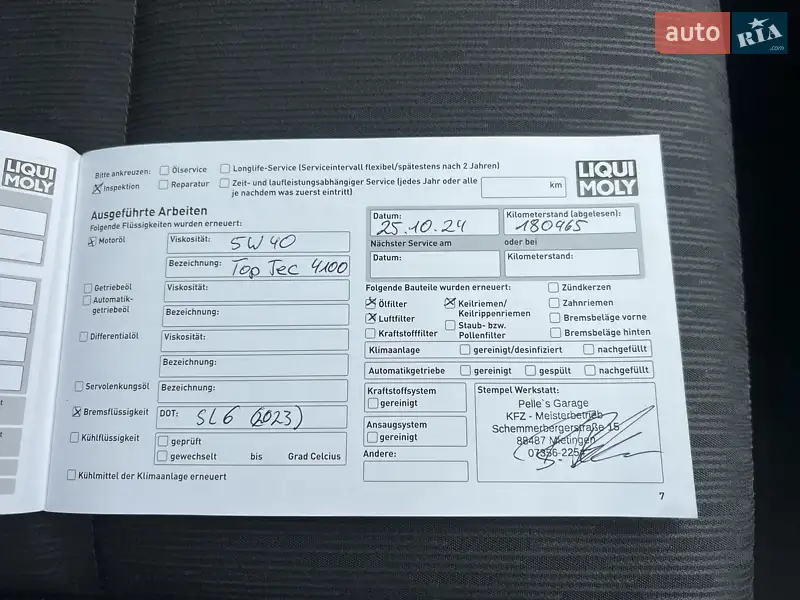 auto RIA.com
LIQUI MOLY
Bitte ankreuzen: Ölservice Longlife-Service (Serviceintervall flexibel/spätestens nach 2 Jahren)
Inspektion Reparatur Zeit- und laufleistungsabhängiger Service (jedes Jahr oder alle km
je nachdem was zuerst eintritt)
LIQUI MOLY
Ausgeführte Arbeiten
Folgende Flüssigkeiten wurden erneuert:
Motoröl Viskosität: 5W40
Bezeichnung: Top Tec 4100
Getriebeöl Viskosität:
Automatik-
getriebeöl Bezeichnung:
Differentialöl Viskosität:
Bezeichnung:
Servolenkungsöl Bezeichnung:
Bremsflüssigkeit DOT: SL6 (2023)
Kühlflüssigkeit geprüft
gewechselt bis Grad Celcius
Kühlmittel der Klimaanlage erneuert
Datum: 25.10.24 Kilometerstand (abgelesen): 180965
Nächster Service am oder bei
Datum: Kilometerstand:
Folgende Bauteile wurden erneuert: Zündkerzen
Ölfilter Keilriemen/ Zahnriemen
Keilrippenriemen
Luftfilter Bremsbeläge vorne
Kraftstofffilter Staub- bzw. Bremsbeläge hinten
Pollenfilter
Klimaanlage gereinigt/desinfiziert nachgefüllt
Automatikgetriebe gereinigt gespült nachgefüllt
Kraftstoffsystem
gereinigt
Ansaugsystem
gereinigt
Andere:
Stempel Werkstatt:
Pelle`s Garage
KFZ - Meisterbetrieb
Schemmerbergerstraße 15
88487 Mietingen
7